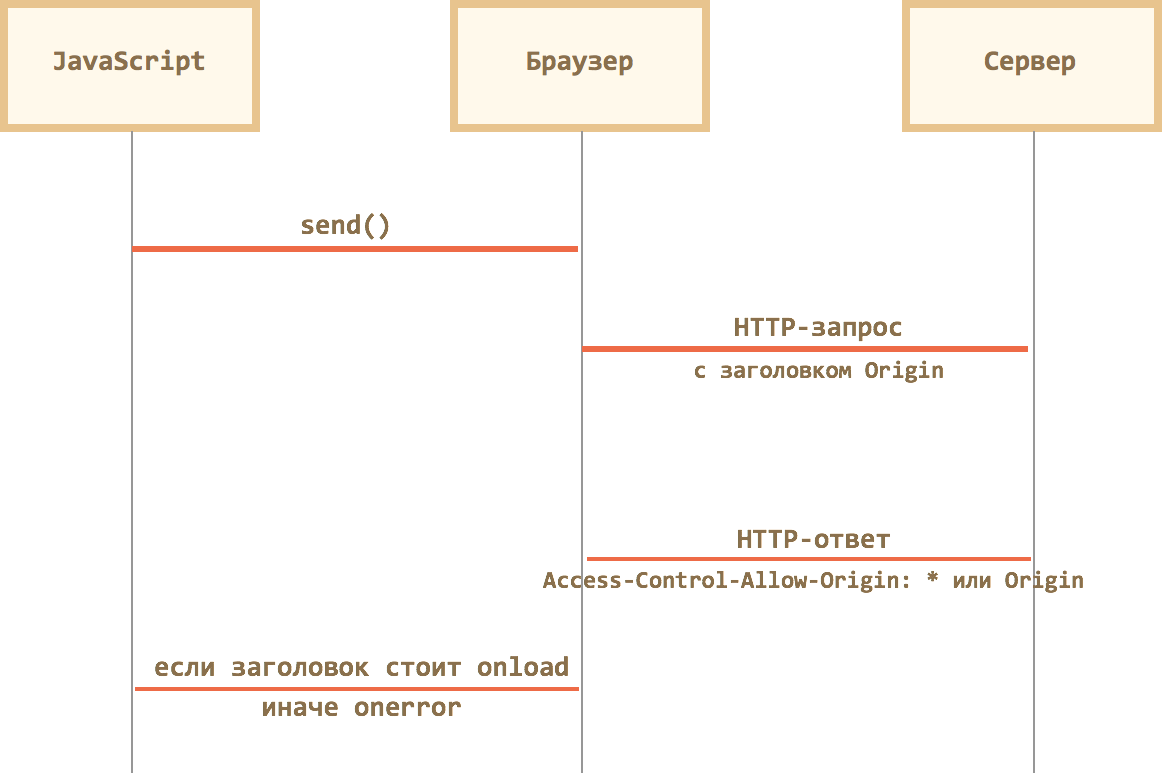 JavaScript
Браузер
Сервер
send()
HTTP-запрос
с заголовком Origin
HTTP-ответ
Access-Control-Allow-Origin: * или Origin
если заголовок стоит onload
иначе onerror